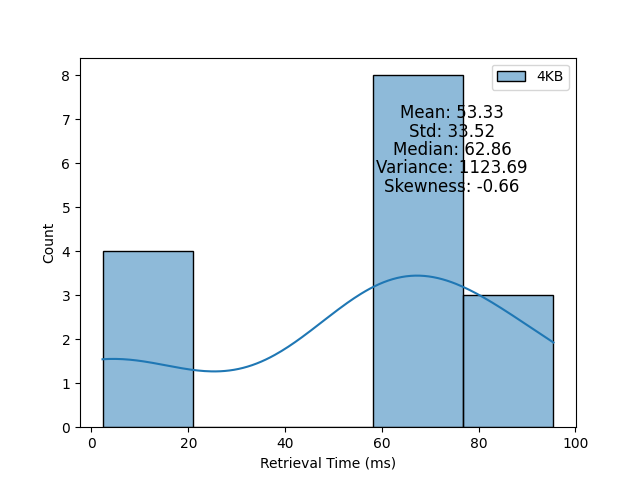 4KB
Mean: 53.33
Std: 33.52
Median: 62.86
Variance: 1123.69
Skewness: -0.66
Count
8
7
6
5
4
3
2
1
0
0 20 40 60 80 100
Retrieval Time (ms)